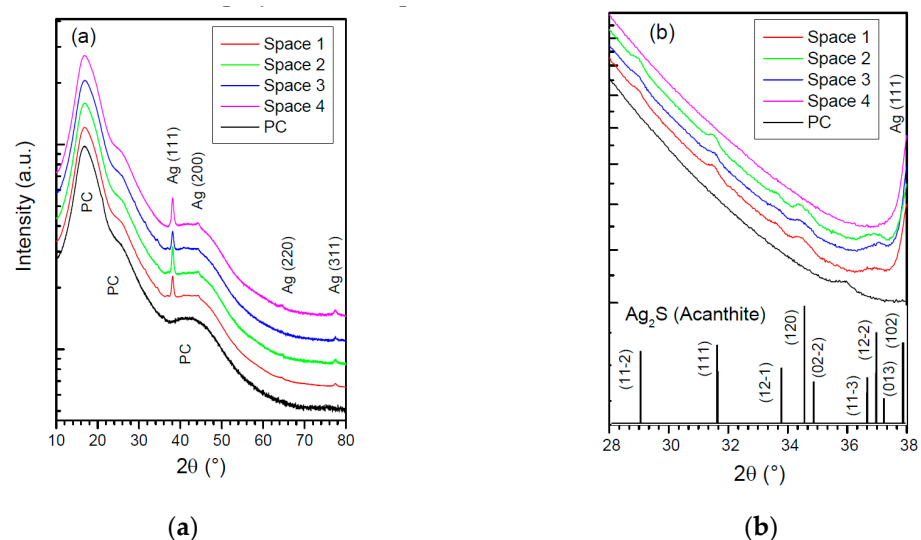 (a)
Space 1
Space 2
Space 3
Space 4
PC
Intensity (a.u.)
PC
PC
PC
Ag (111)
Ag (200)
Ag (220)
Ag (311)
10 20 30 40 50 60 70 80
2θ (°)
(a)
(b)
Space 1
Space 2
Space 3
Space 4
PC
Ag (111)
Ag₂S (Acanthite)
(11-2)
(111)
(12-1)
(120)
(02-2)
(11-3)
(12-2)
(013)
(102)
28 30 32 34 36 38
2θ (°)
(b)